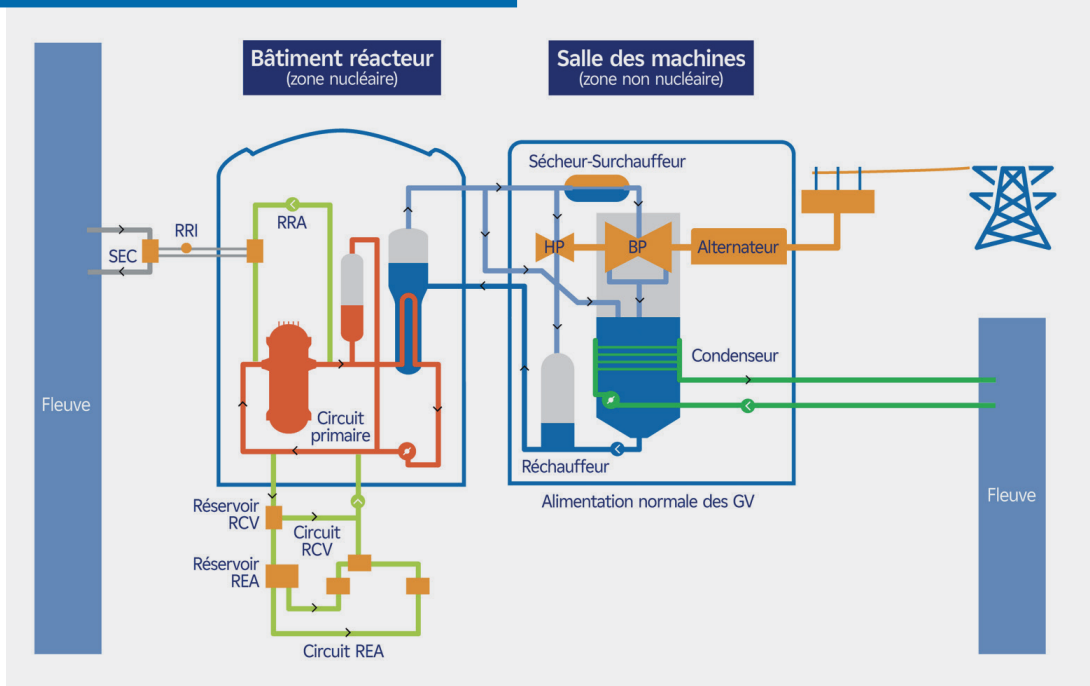 Bâtiment réacteur
(zone nucléaire)
Salle des machines
(zone non nucléaire)
Sécheur-Surchauffeur
RRA
RRI
SEC
HP
BP
Alternateur
Condenseur
Fleuve
Circuit
primaire
Réchauffeur
Alimentation normale des GV
Fleuve
Réservoir
RCV
Circuit
RCV
Réservoir
REA
Circuit REA